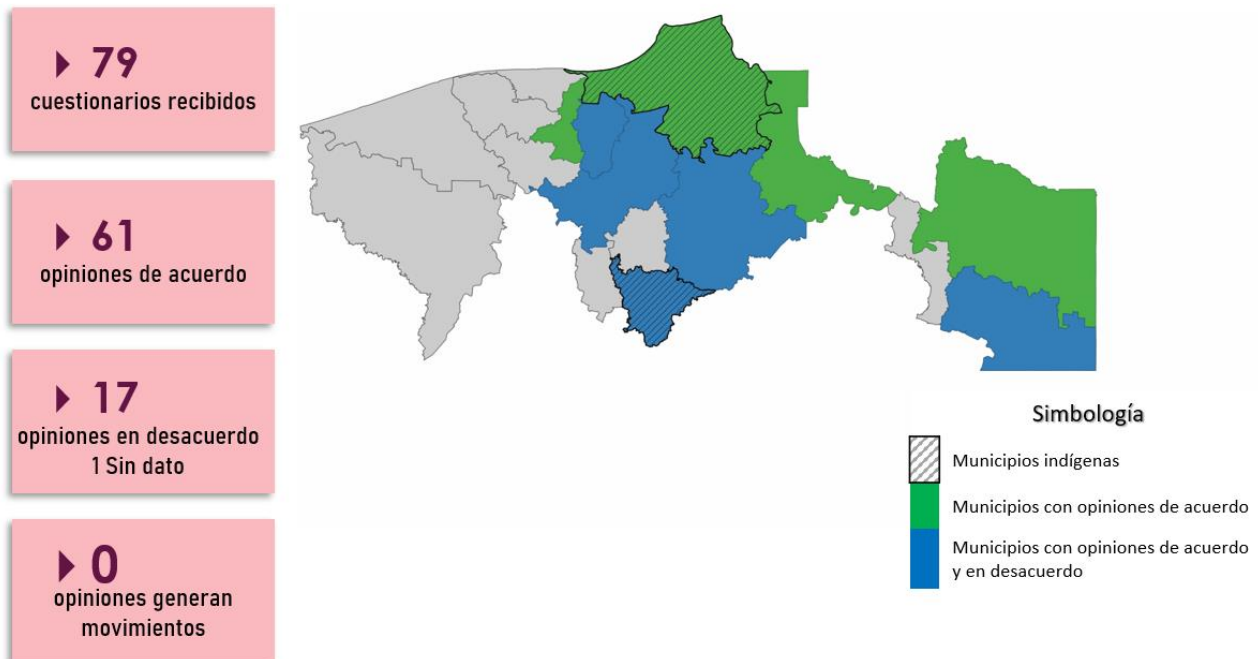 79
cuestionarios recibidos
61
opiniones de acuerdo
17
opiniones en desacuerdo
1 Sin dato
0
opiniones generan
movimientos
Simbología
Municipios indígenas
Municipios con opiniones de acuerdo
Municipios con opiniones de acuerdo
y en desacuerdo